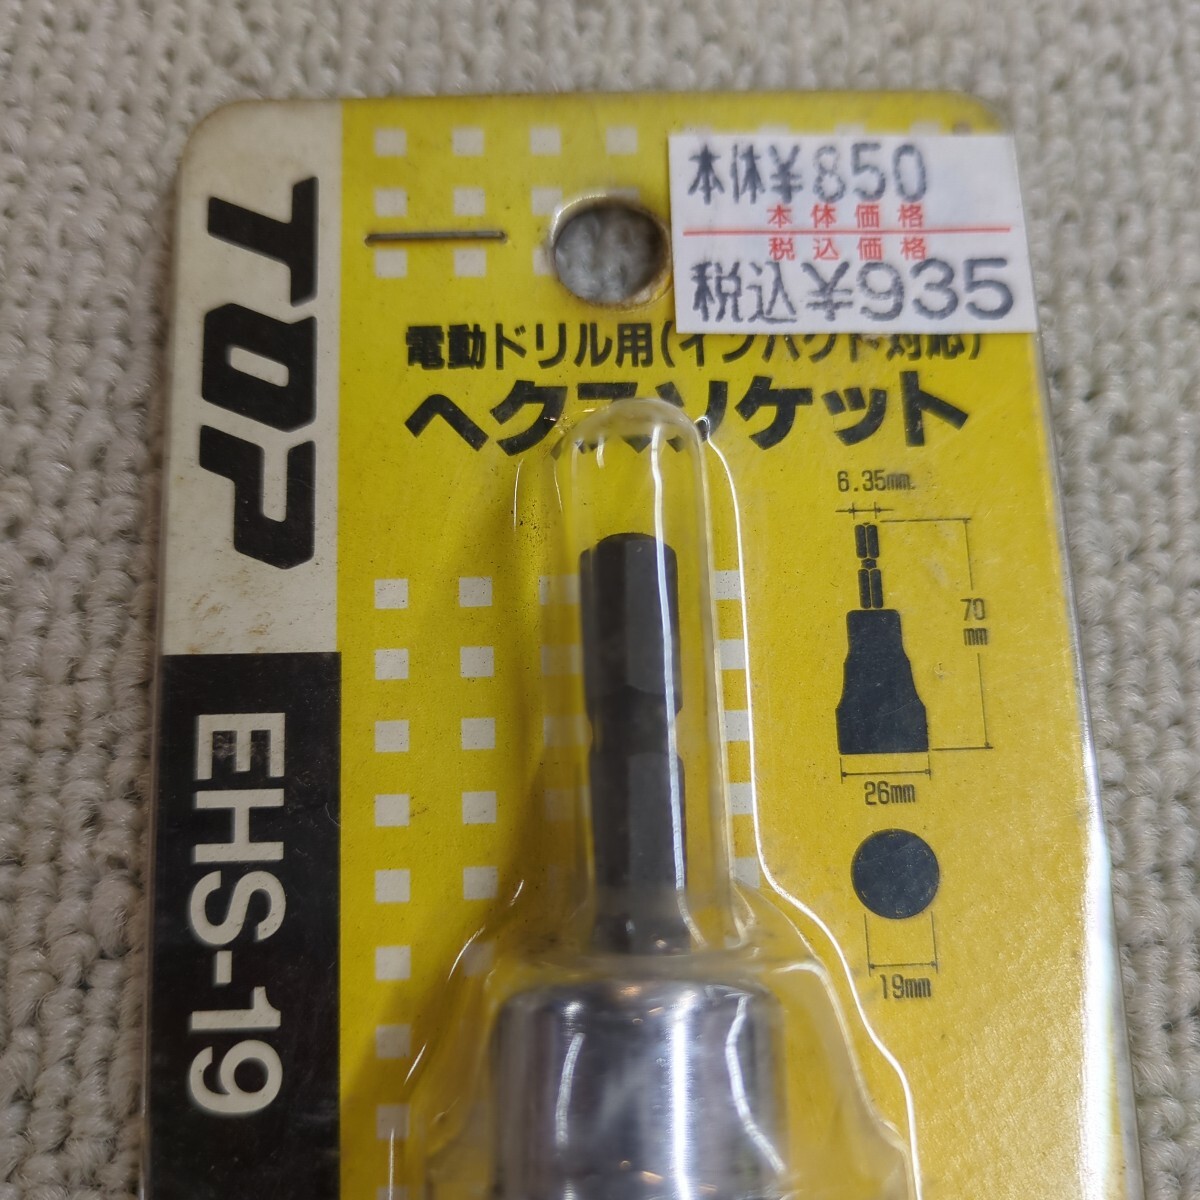 本体¥850
本体価格
税込価格
税込¥935
TOP
EHS-19
電動ドリル用(インパクト対応)
ヘクスソケット
6.35mm
70
mm
26mm
19mm